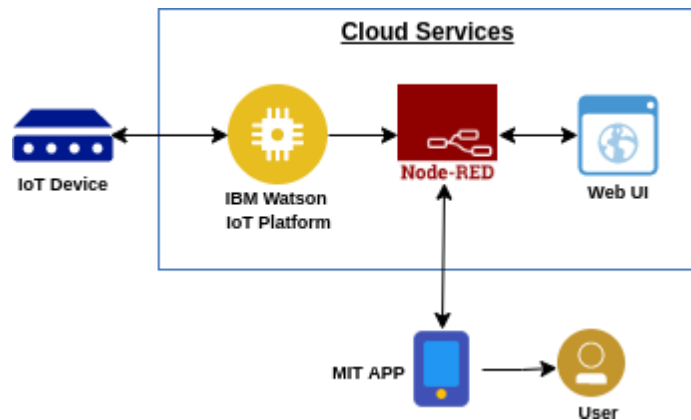 Cloud Services
IoT Device
IBM Watson
IoT Platform
Node-RED
Web UI
MIT APP
User